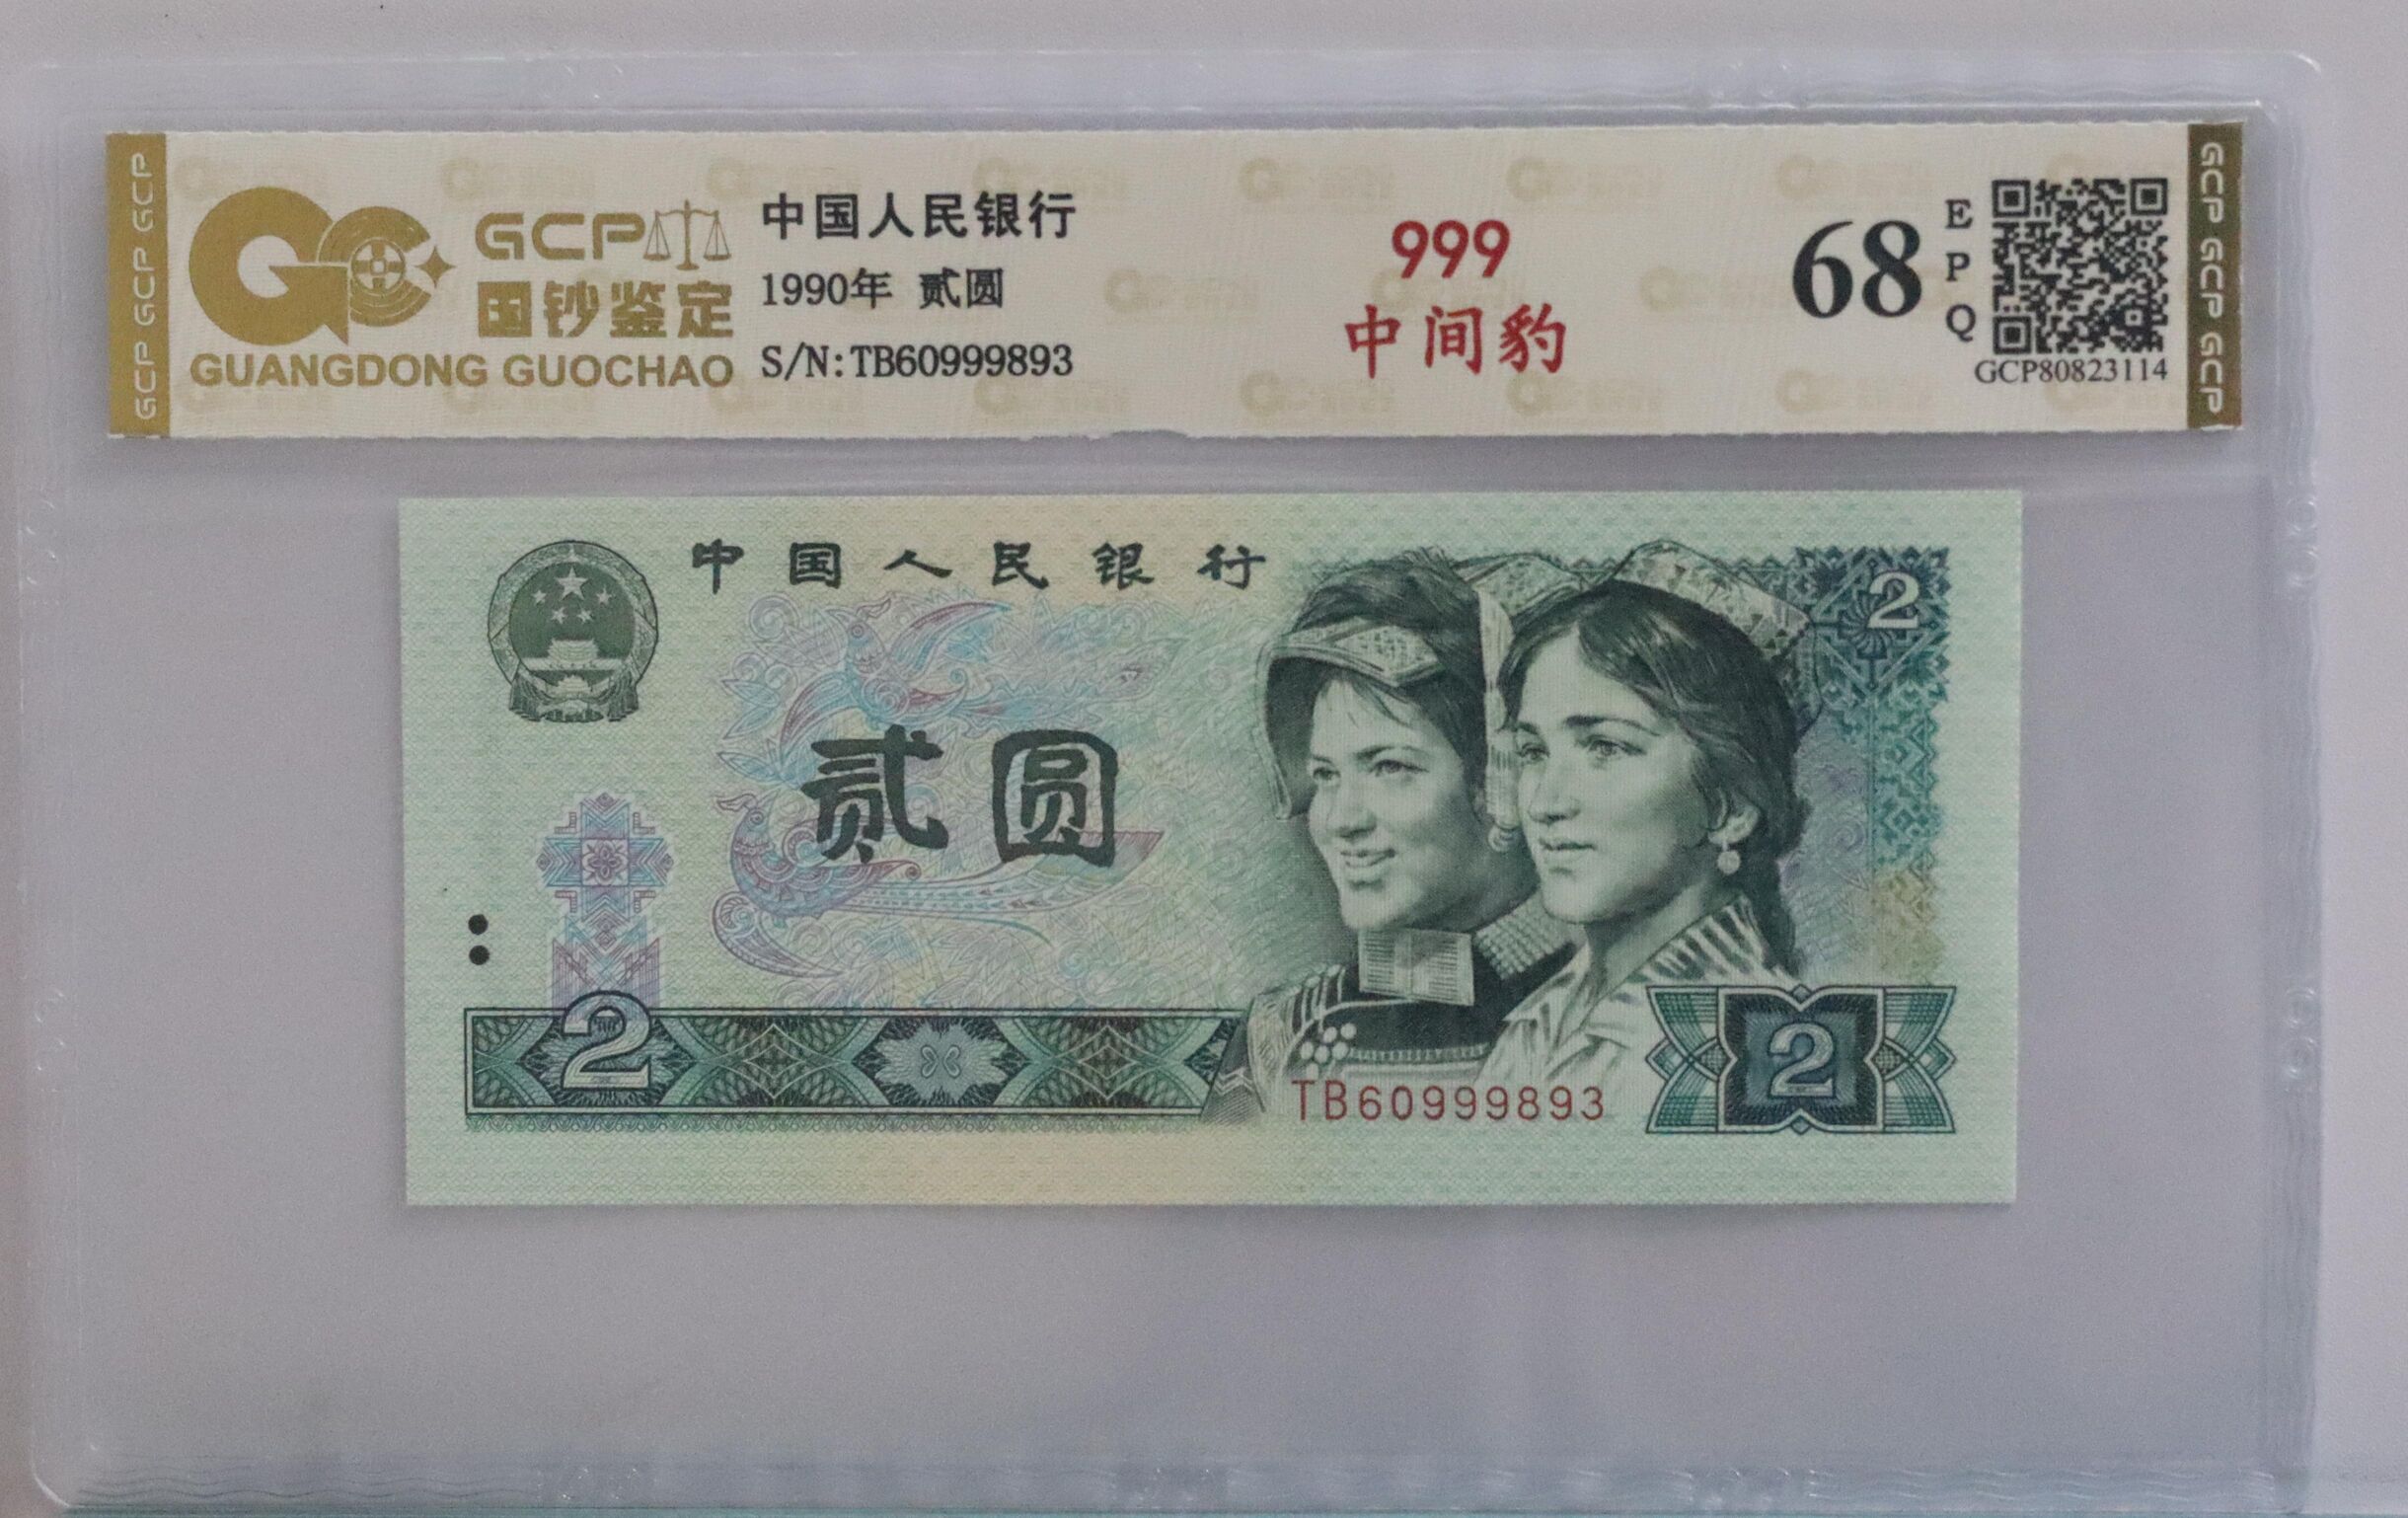 GCP GCP GCP
GCP
国钞鉴定
GUANGDONG GUOCHAO
中国人民银行
1990年 贰圆
S/N:TB60999893
999
中间豹
68
E
P
Q
GCP80823114
GCP GCP GCP
中国人民银行
2
贰圆
2
TB60999893
2